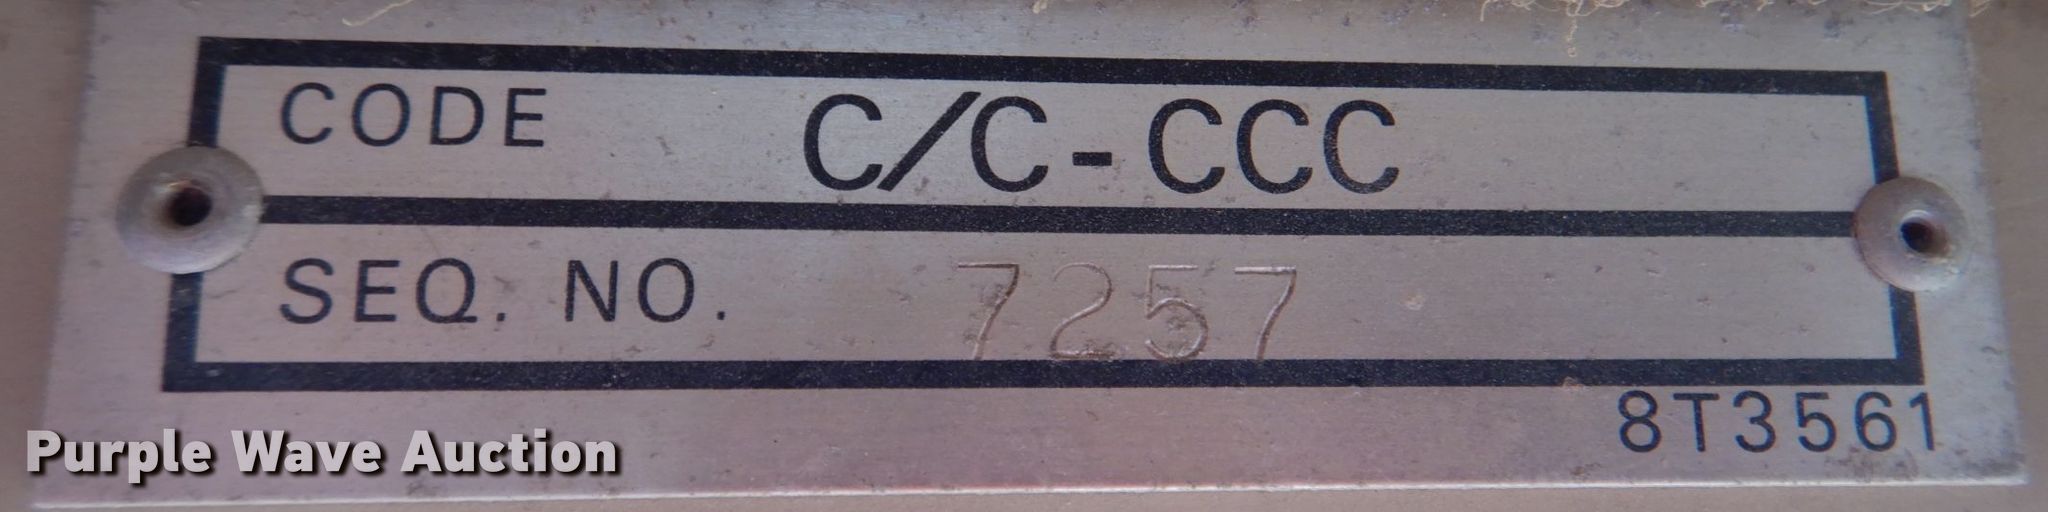 CODE C/C-CCC
SEQ. NO. 7257
8T3561
Purple Wave Auction